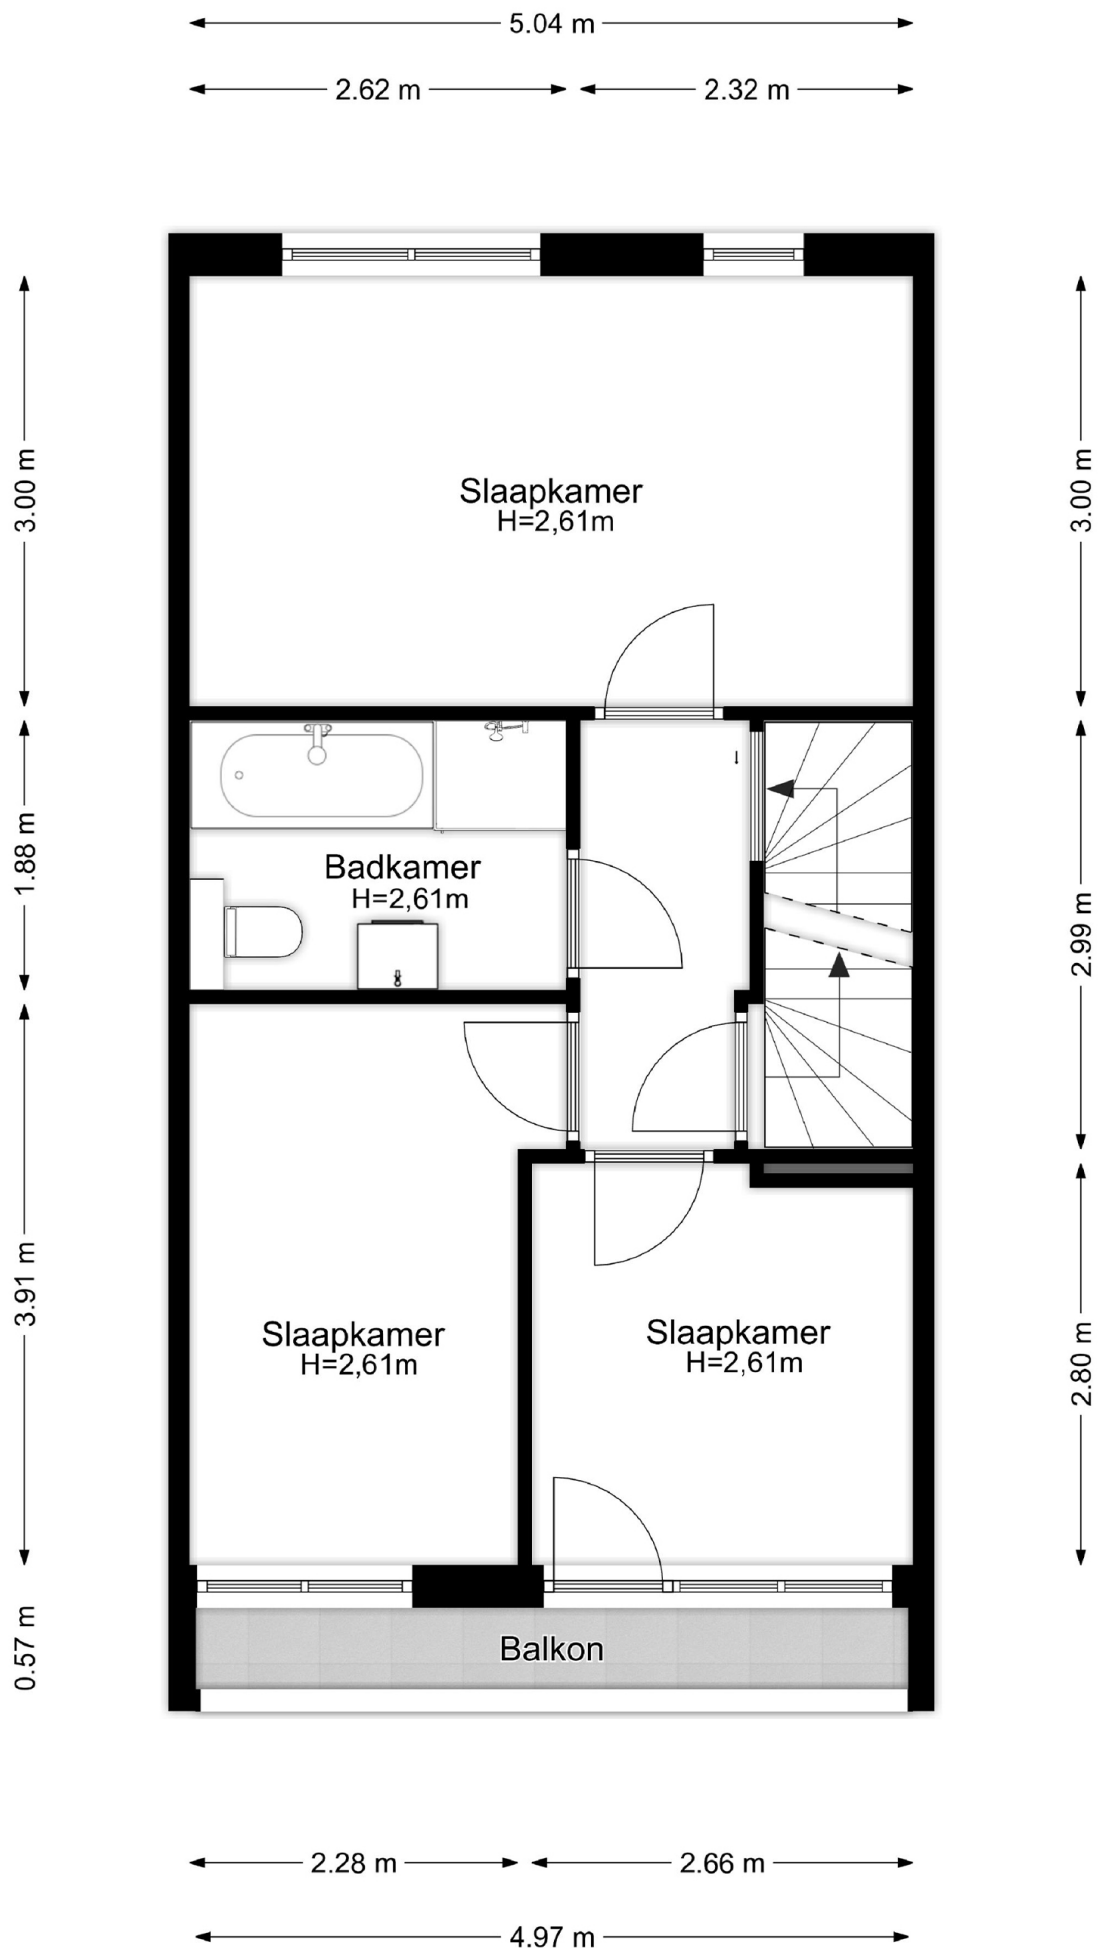 5.04 m
2.62 m
2.32 m
3.00 m
3.00 m
Slaapkamer
H=2,61m
1.88 m
Badkamer
H=2,61m
2.99 m
3.91 m
Slaapkamer
H=2,61m
Slaapkamer
H=2,61m
2.80 m
0.57 m
Balkon
2.28 m
2.66 m
4.97 m